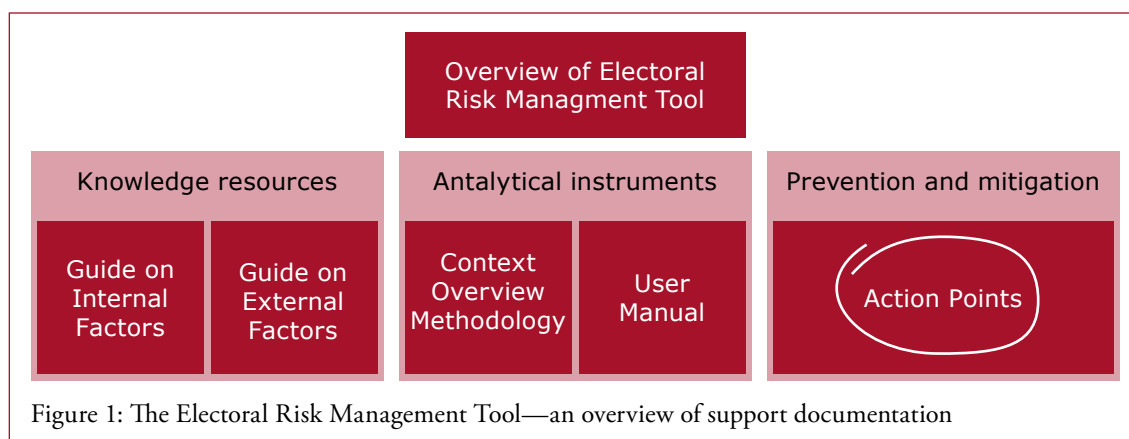 Overview of Electoral
Risk Managment Tool
Knowledge resources
Guide on
Internal
Factors
Guide on
External
Factors
Antalytical instruments
Context
Overview
Methodology
User
Manual
Prevention and mitigation
Action Points
Figure 1: The Electoral Risk Management Tool—an overview of support documentation